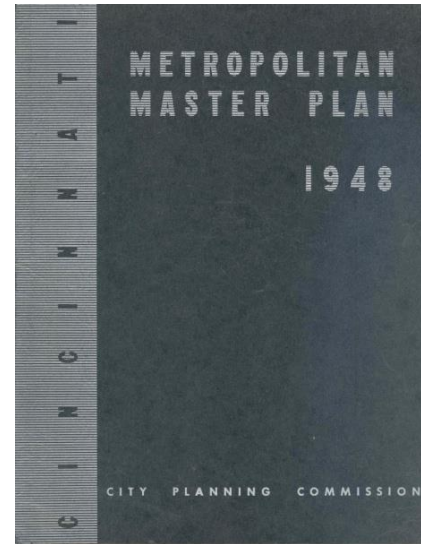 CINCINNATI
METROPOLITAN
MASTER PLAN
1948
CITY PLANNING COMMISSION